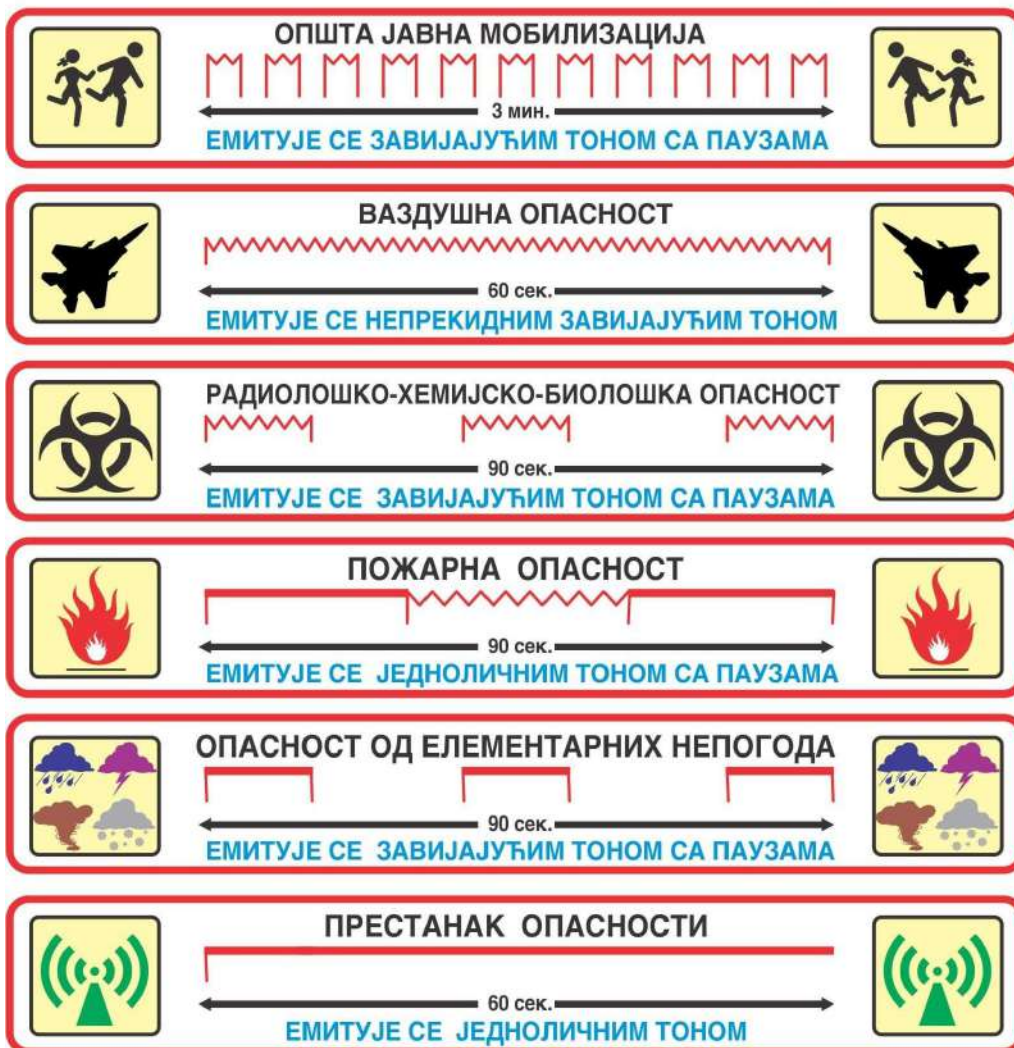 ОПШТА ЈАВНА МОБИЛИЗАЦИЈА
3 мин.
ЕМИТУЈЕ СЕ ЗАВИЈАЈУЋИМ ТОНОМ СА ПАУЗАМА
ВАЗДУШНА ОПАСНОСТ
60 сек.
ЕМИТУЈЕ СЕ НЕПРЕКИДНИМ ЗАВИЈАЈУЋИМ ТОНОМ
РАДИОЛОШКО-ХЕМИЈСКО-БИОЛОШКА ОПАСНОСТ
90 сек.
ЕМИТУЈЕ СЕ ЗАВИЈАЈУЋИМ ТОНОМ СА ПАУЗАМА
ПОЖАРНА ОПАСНОСТ
90 сек.
ЕМИТУЈЕ СЕ ЈЕДНОЛИЧНИМ ТОНОМ СА ПАУЗАМА
ОПАСНОСТ ОД ЕЛЕМЕНТАРНИХ НЕПОГОДА
90 сек.
ЕМИТУЈЕ СЕ ЗАВИЈАЈУЋИМ ТОНОМ СА ПАУЗАМА
ПРЕСТАНАК ОПАСНОСТИ
60 сек.
ЕМИТУЈЕ СЕ ЈЕДНОЛИЧНИМ ТОНОМ